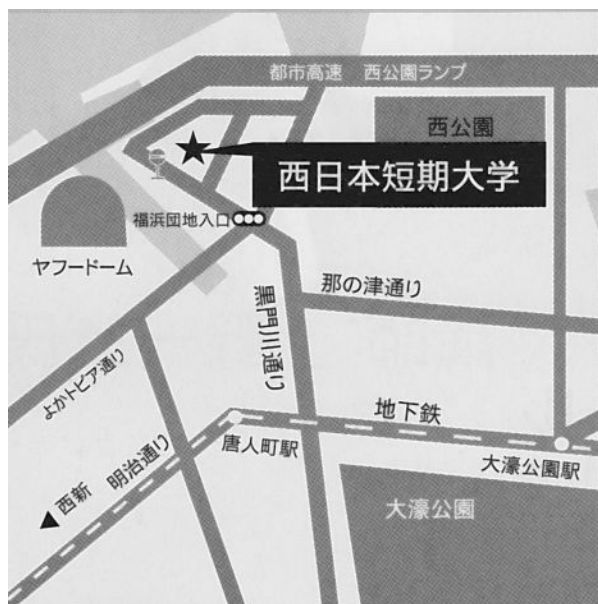 都市高速 西公園ランプ
西公園
西日本短期大学
福浜団地入口
ヤフードーム
那の津通り
黒門川通り
よかトピア通り
地下鉄
唐人町駅
大濠公園駅
明治通り
西新
大濠公園